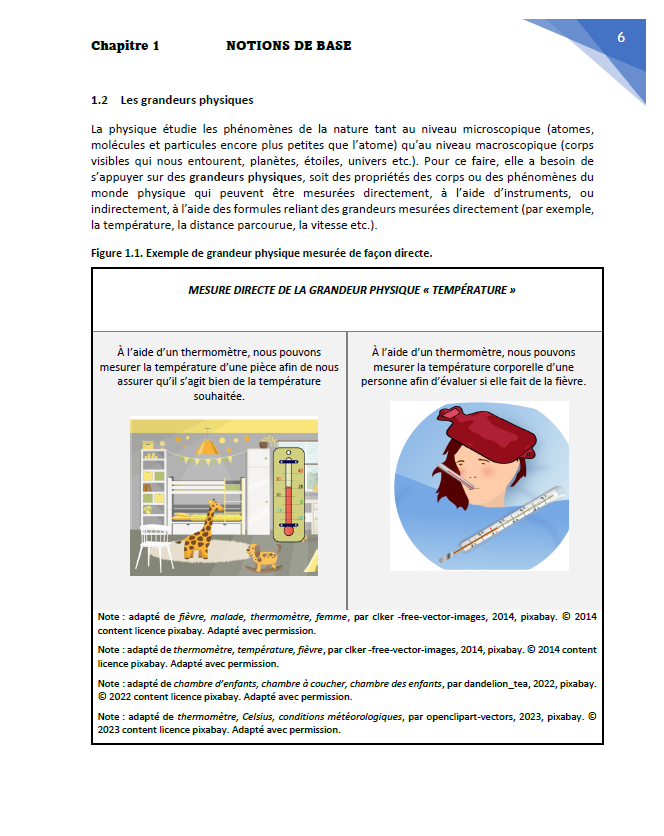 6
Chapitre 1 NOTIONS DE BASE
1.2 Les grandeurs physiques
La physique étudie les phénomènes de la nature tant au niveau microscopique (atomes,
molécules et particules encore plus petites que l’atome) qu’au niveau macroscopique (corps
visibles qui nous entourent, planètes, étoiles, univers etc.). Pour ce faire, elle a besoin de
s’appuyer sur des grandeurs physiques, soit des propriétés des corps ou des phénomènes du
monde physique qui peuvent être mesurées directement, à l’aide d’instruments, ou
indirectement, à l’aide des formules reliant des grandeurs mesurées directement (par exemple,
la température, la distance parcourue, la vitesse etc.).
Figure 1.1. Exemple de grandeur physique mesurée de façon directe.
MESURE DIRECTE DE LA GRANDEUR PHYSIQUE « TEMPÉRATURE »
À l’aide d’un thermomètre, nous pouvons
mesurer la température d’une pièce afin de nous
assurer qu’il s’agit bien de la température
souhaitée.
À l’aide d’un thermomètre, nous pouvons
mesurer la température corporelle d’une
personne afin d’évaluer si elle fait de la fièvre.
Note : adapté de fièvre, malade, thermomètre, femme, par clker -free-vector-images, 2014, pixabay. © 2014
content licence pixabay. Adapté avec permission.
Note : adapté de thermomètre, température, fièvre, par clker -free-vector-images, 2014, pixabay. © 2014 content
licence pixabay. Adapté avec permission.
Note : adapté de chambre d’enfants, chambre à coucher, chambre des enfants, par dandelion_tea, 2022, pixabay.
© 2022 content licence pixabay. Adapté avec permission.
Note : adapté de thermomètre, Celsius, conditions météorologiques, par openclipart-vectors, 2023, pixabay. ©
2023 content licence pixabay. Adapté avec permission.